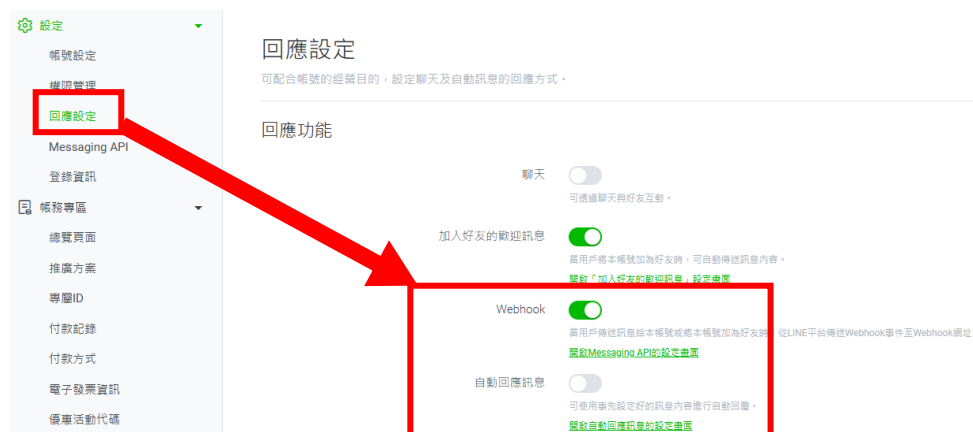 設定
帳號設定
權限管理
回應設定
Messaging API
登錄資訊
帳務專區
總覽頁面
推廣方案
專屬ID
付款記錄
付款方式
電子發票資訊
優惠活動代碼
回應設定
可配合帳號的經營目的，設定聊天及自動訊息的回應方式。
回應功能
聊天
可透過聊天與好友互動。
加入好友的歡迎訊息
當用戶將本帳號加為好友時，可自動傳送訊息內容。
開啟「加入好友的歡迎訊息」設定畫面
Webhook
當用戶傳送訊息給本帳號或將本帳號加為好友時，從LINE平台傳送Webhook事件至Webhook網址
開啟Messaging API的設定畫面
自動回應訊息
可使用事先設定好的訊息內容進行自動回覆。
開啟自動回應訊息的設定畫面